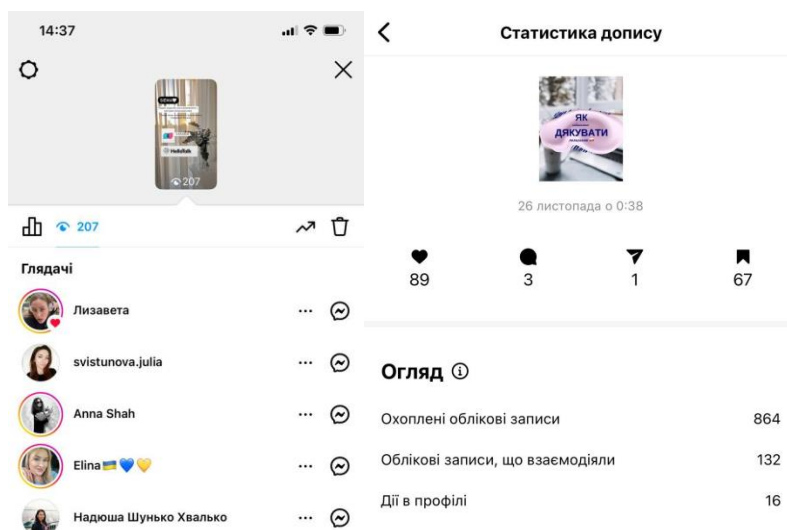 14:37
HelloTalk
207
207
Глядачі
Лизавета
svistunova.julia
Anna Shah
Elina🇺🇦💙💛
Надюша Шунько Хвалько
Статистика допису
ЯК
ДЯКУВАТИ
26 листопада о 0:38
89 3 1 67
Огляд
Охоплені облікові записи 864
Облікові записи, що взаємодіяли 132
Дії в профілі 16